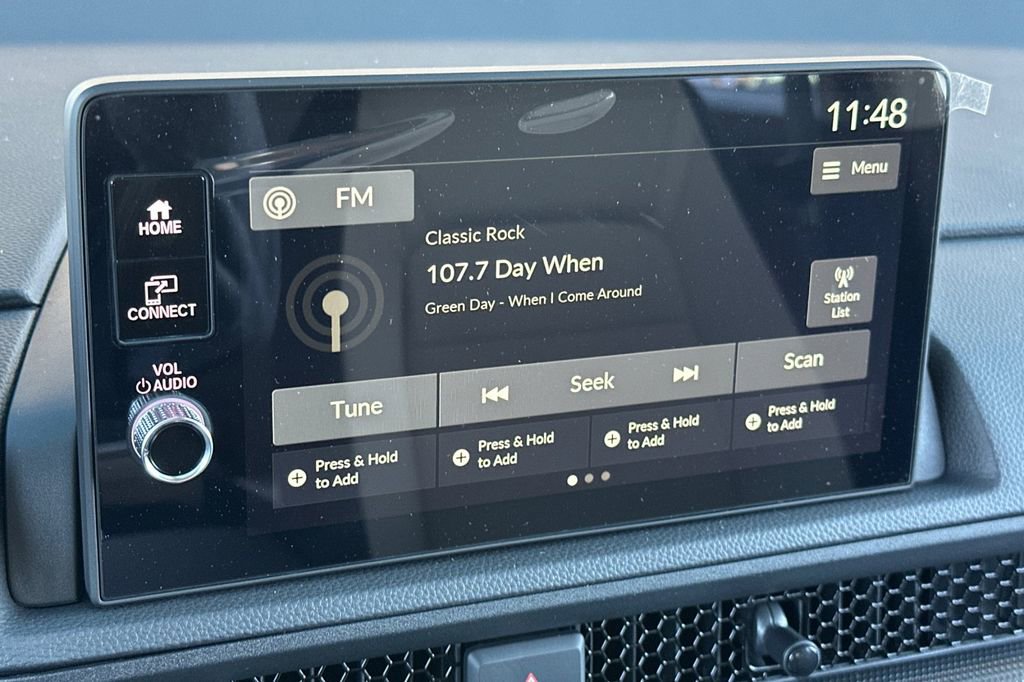 11:48
Menu
HOME
CONNECT
VOL
AUDIO
FM
Classic Rock
107.7 Day When
Green Day - When I Come Around
Station
List
Tune
Seek
Scan
Press & Hold
to Add
Press & Hold
to Add
Press & Hold
to Add
Press & Hold
to Add